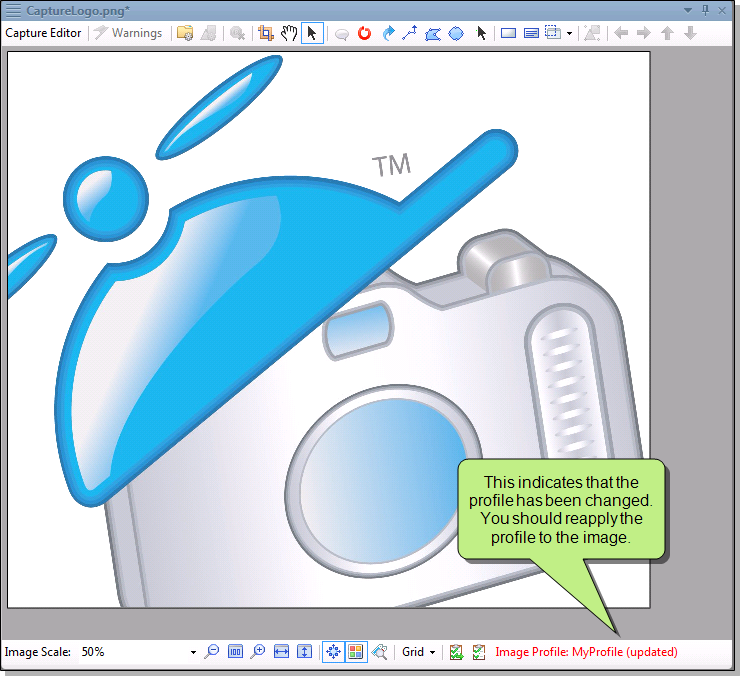 CaptureLogo.png*
Capture Editor Warnings
TM
This indicates that the
profile has been changed.
You should reapply the
profile to the image.
Image Scale: 50% 100 Grid Image Profile: MyProfile (updated)